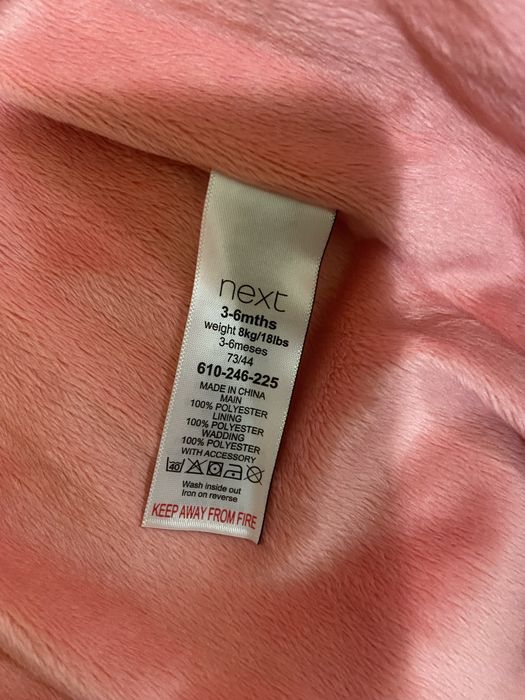 next
3-6mths
weight 8kg/18lbs
3-6meses
73/44
610-246-225
MADE IN CHINA
MAIN
100% POLYESTER
LINING
100% POLYESTER
WADDING
100% POLYESTER
WITH ACCESSORY
40
Wash inside out
Iron on reverse
KEEP AWAY FROM FIRE